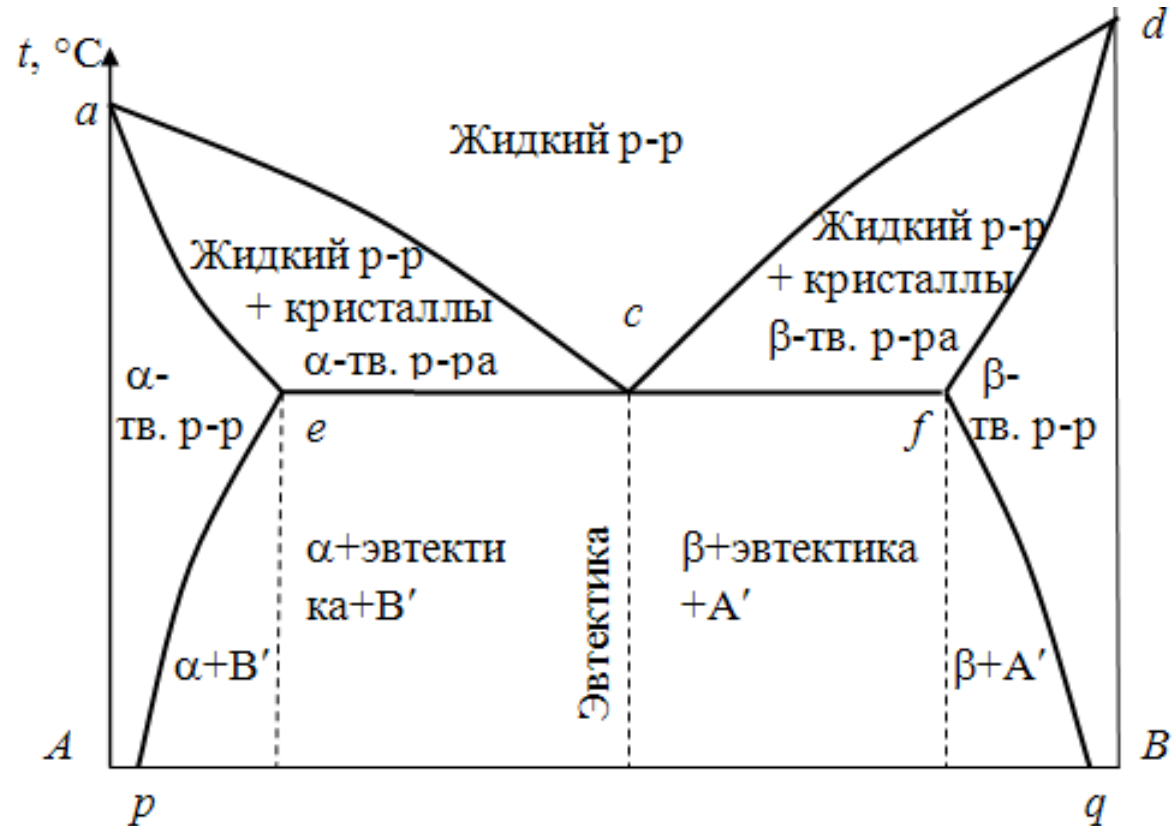 d
t, °C
a
Жидкий р-р
Жидкий р-р
+ кристаллы
α-тв. р-ра
c
Жидкий р-р
+ кристаллы
β-тв. р-ра
α-
тв. р-р
e
f
β-
тв. р-р
α+эвтекти
ка+B′
Эвтектика
β+эвтектика
+A′
α+B′
β+A′
A
B
p
q